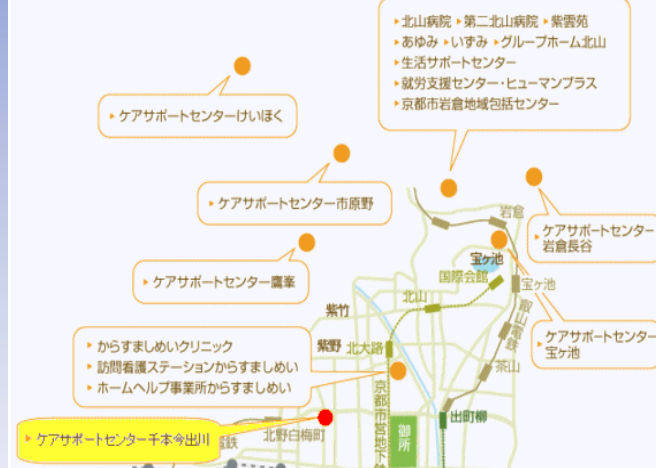 ▶北山病院 ▶第二北山病院 ▶紫雲苑
▶あゆみ ▶いずみ ▶グループホーム北山
▶生活サポートセンター
▶就労支援センター・ヒューマンプラス
▶京都市岩倉地域包括センター
▶ケアサポートセンターけいほく
▶ケアサポートセンター市原野
▶ケアサポートセンター
岩倉長谷
岩倉
宝ヶ池
国際会館
宝ヶ池
▶ケアサポートセンター鷹峯
北山
叡山電鉄
紫竹
▶ケアサポートセンター
宝ヶ池
▶からすましめいクリニック
▶訪問看護ステーションからすましめい
▶ホームヘルプ事業所からすましめい
紫野
北大路
茶山
京都市営地下鉄
出町柳
▶ケアサポートセンター千本今出川
電鉄
北野白梅町
御所